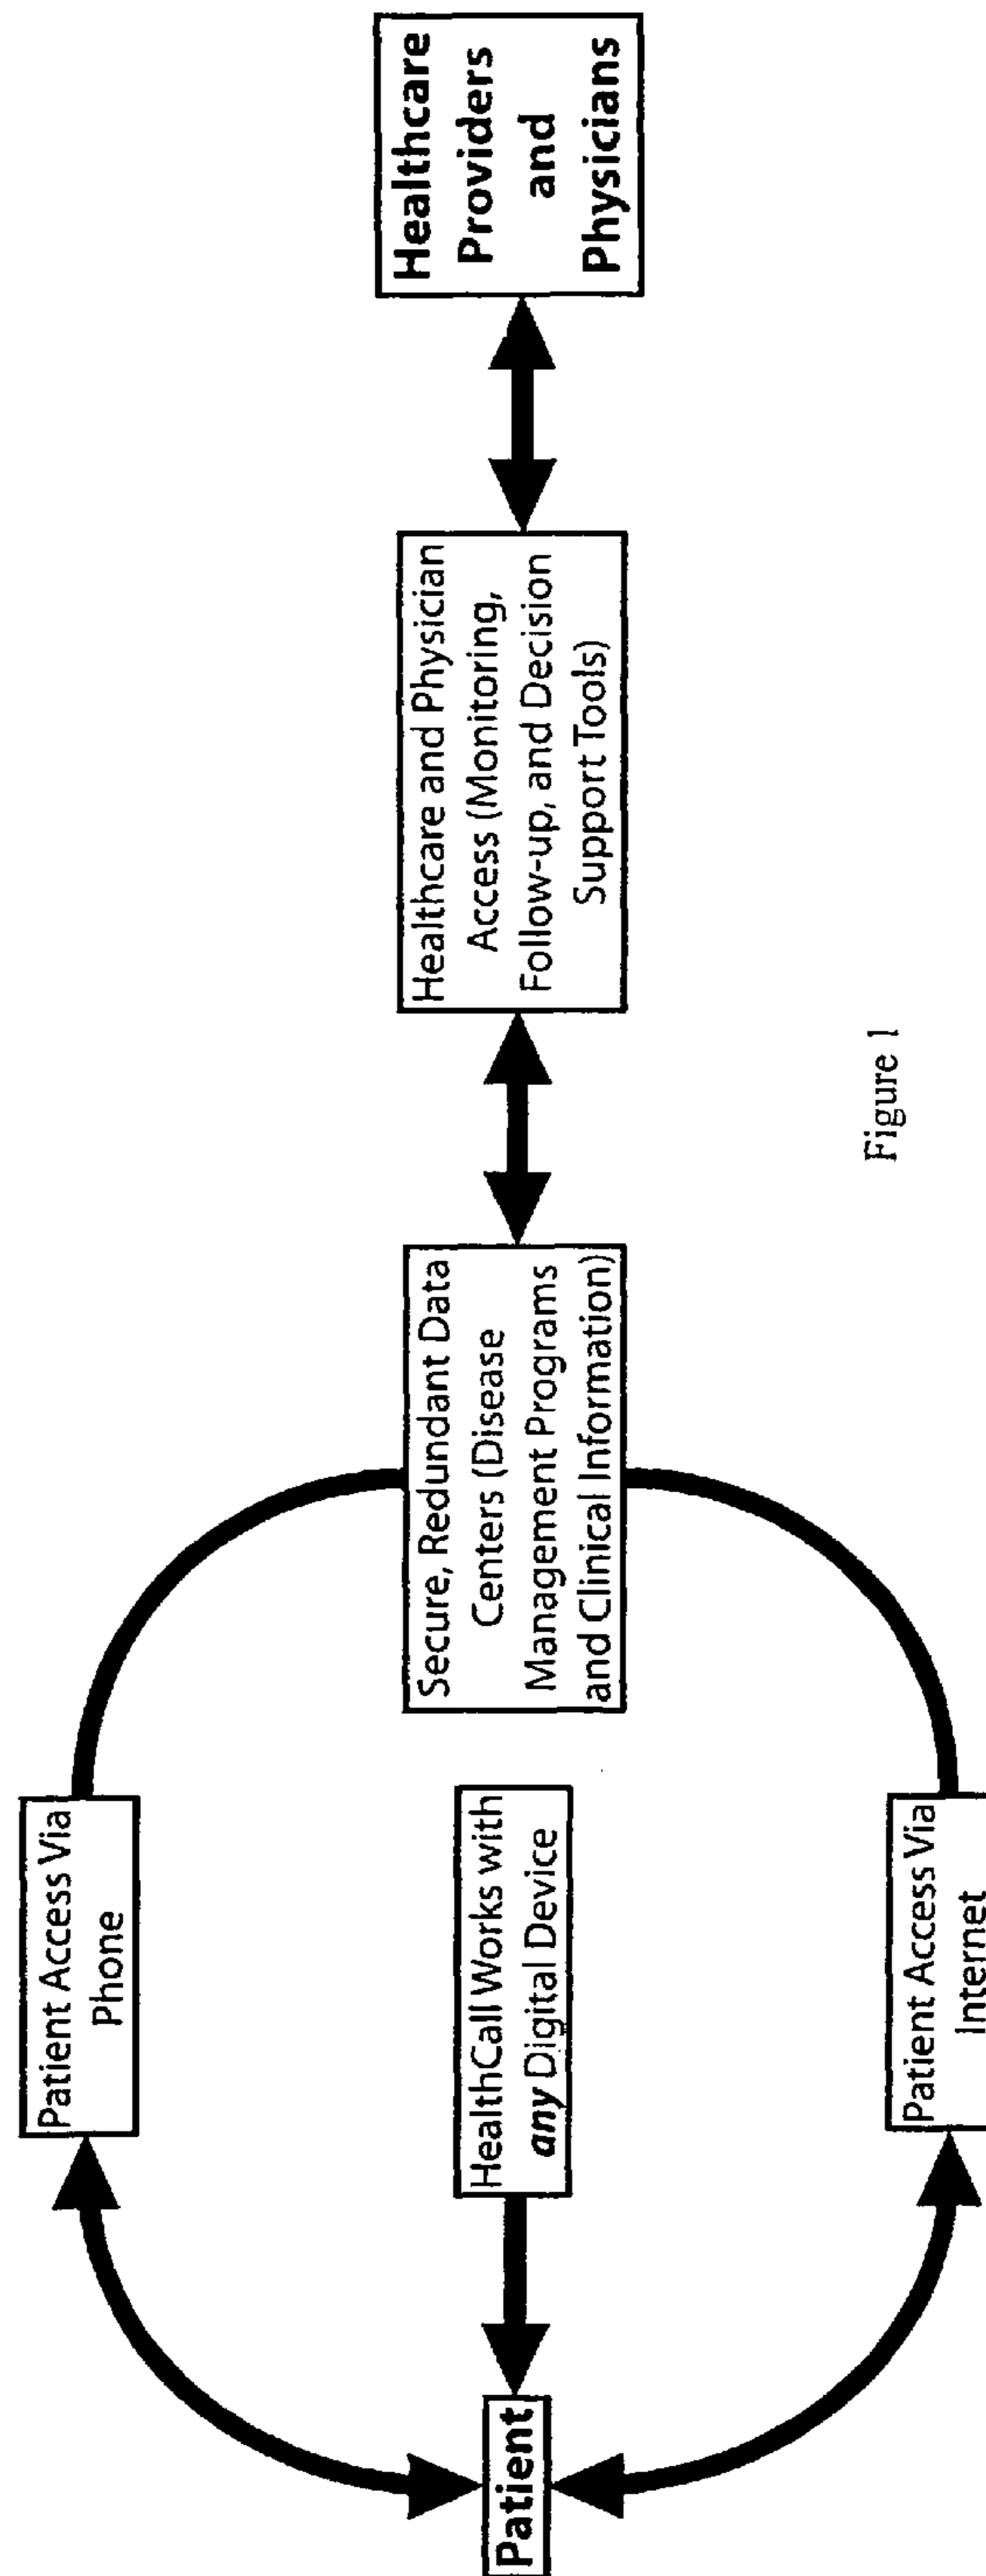 Patient Access Via
Phone
Patient
HealthCall Works with
any Digital Device
Patient Access Via
Internet
Secure, Redundant Data
Centers (Disease
Management Programs
and Clinical Information)
Healthcare and Physician
Access (Monitoring,
Follow-up, and Decision
Support Tools)
Healthcare
Providers
and
Physicians
Figure 1